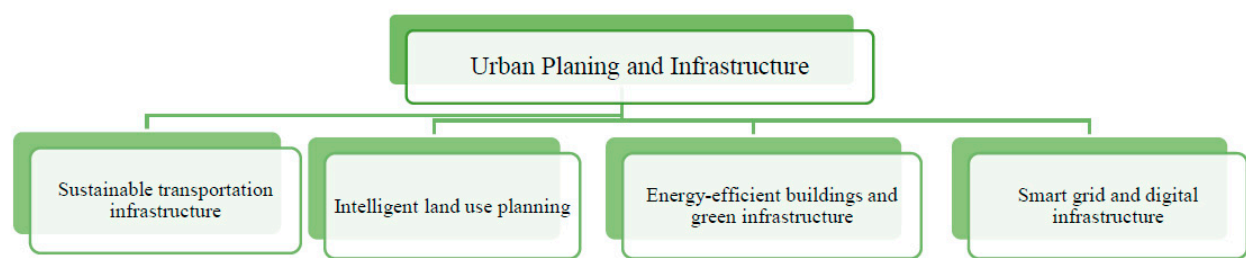 Urban Planing and Infrastructure
Sustainable transportation
infrastructure
Intelligent land use planning
Energy-efficient buildings and
green infrastructure
Smart grid and digital
infrastructure